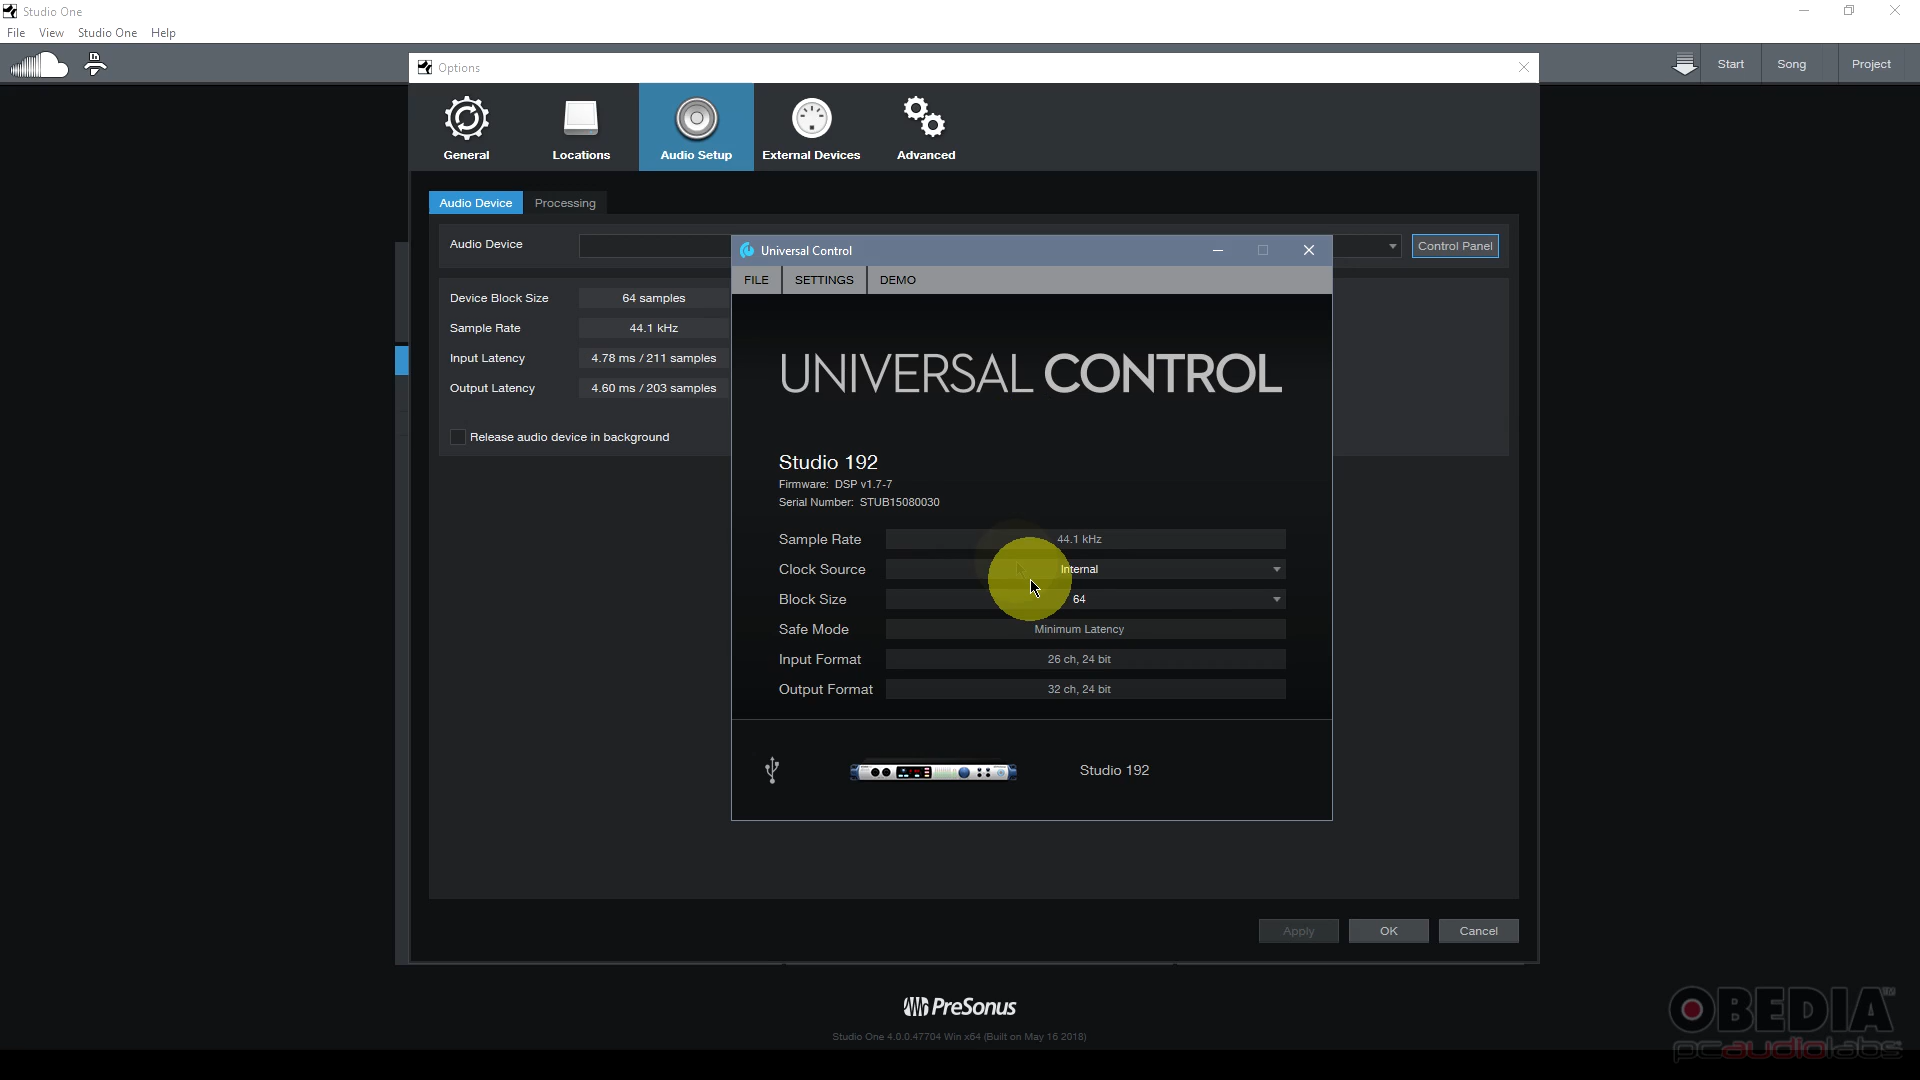 Studio One
File View Studio One Help
Start Song Project
Options
General Locations Audio Setup External Devices Advanced
Audio Device Processing
Audio Device
Control Panel
Device Block Size 64 samples
Sample Rate 44.1 kHz
Input Latency 4.78 ms / 211 samples
Output Latency 4.60 ms / 203 samples
Release audio device in background
Universal Control
FILE SETTINGS DEMO
UNIVERSAL CONTROL
Studio 192
Firmware: DSP v1.7-7
Serial Number: STUB15080030
Sample Rate 44.1 kHz
Clock Source Internal
Block Size 64
Safe Mode Minimum Latency
Input Format 26 ch, 24 bit
Output Format 32 ch, 24 bit
Studio 192
Apply OK Cancel
PreSonus
Studio One 4.0.0.47704 Win x64 (Built on May 16 2018)
OBEDIA™
pcaudiolabs